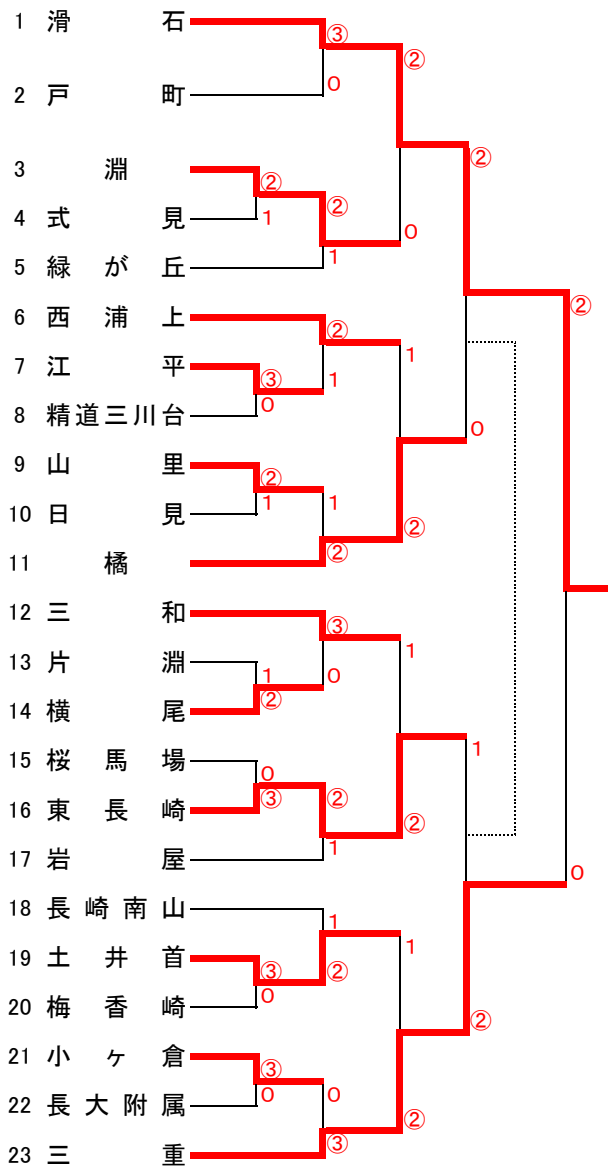 1 滑石
③
②
0
2 戸町
②
3 淵
②
②
4 式見
1
0
5 緑が丘
1
6 西浦上
②
②
1
7 江平
③
1
8 精道三川台
0
0
9 山里
②
10 日見
1
1
②
11 橘
②
12 三和
③
1
13 片淵
1
0
14 横尾
②
1
15 桜馬場
0
16 東長崎
③
②
②
17 岩屋
1
0
18 長崎南山
1
1
19 土井首
③
②
20 梅香崎
0
②
21 小ヶ倉
③
22 長大附属
0
0
②
23 三重
③